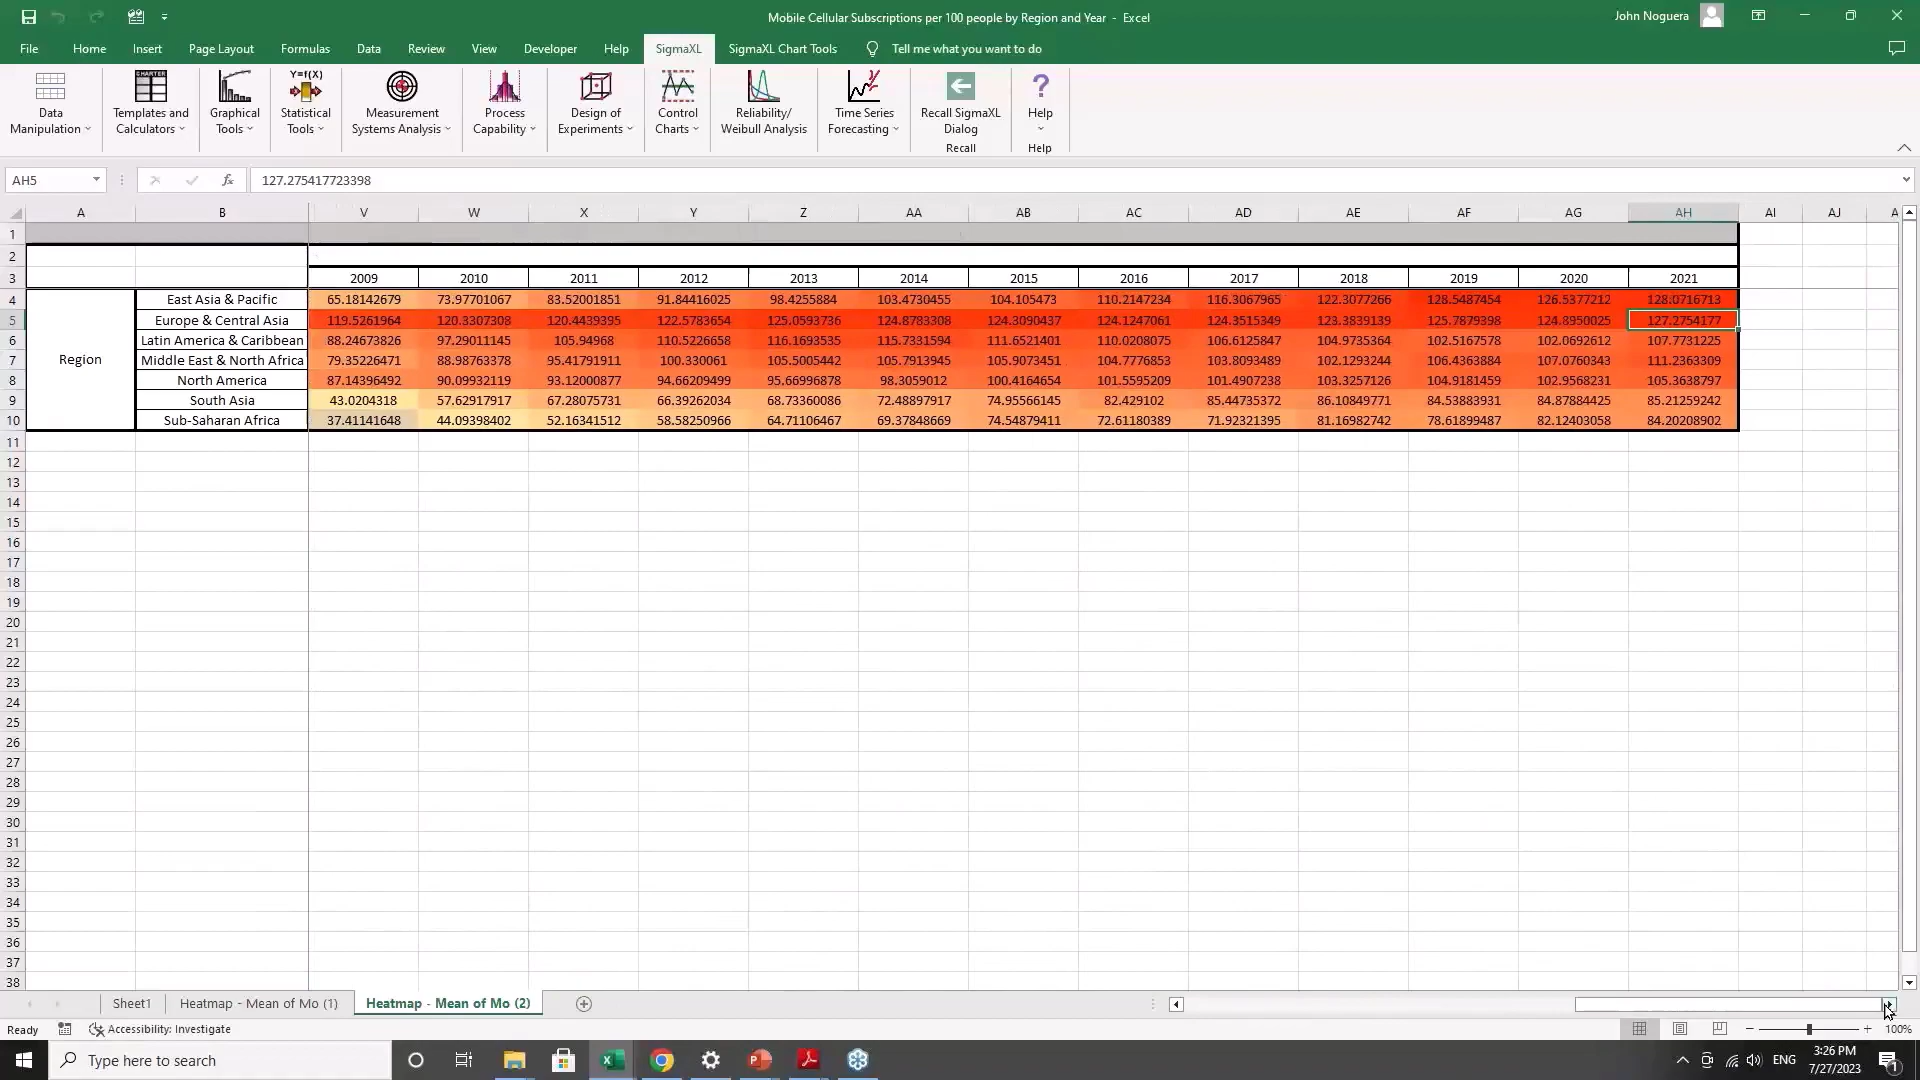 Mobile Cellular Subscriptions per 100 people by Region and Year - Excel
John Noguera
File Home Insert Page Layout Formulas Data Review View Developer Help SigmaXL SigmaXL Chart Tools Tell me what you want to do
Data Manipulation
Templates and Calculators
Graphical Tools
Y=f(X) Statistical Tools
Measurement Systems Analysis
Process Capability
Design of Experiments
Control Charts
Reliability/ Weibull Analysis
Time Series Forecasting
Recall SigmaXL Dialog
Help
Recall Help
AH5 fx 127.275417723398
A B V W X Y Z AA AB AC AD AE AF AG AH AI AJ A
1
2
3 2009 2010 2011 2012 2013 2014 2015 2016 2017 2018 2019 2020 2021
4 East Asia & Pacific 65.18142679 73.97701067 83.52001851 91.84416025 98.4255884 103.4730455 104.105473 110.2147234 116.3067965 122.3077266 128.5487454 126.5377212 128.0716713
5 Europe & Central Asia 119.5261964 120.3307308 120.4439395 122.5783654 125.0593736 124.8783308 124.3090437 124.1247061 124.3515349 123.3839139 125.7879398 124.8950025 127.2754177
6 Latin America & Caribbean 88.24673826 97.29011145 105.94968 110.5226658 116.1693535 115.7331594 111.6521401 110.0208075 106.6125847 104.9735364 102.5167578 102.0692612 107.7731225
Region
7 Middle East & North Africa 79.35226471 88.98763378 95.41791911 100.330061 105.5005442 105.7913945 105.9073451 104.7776853 103.8093489 102.1293244 106.4363884 107.0760343 111.2363309
8 North America 87.14396492 90.09932119 93.12000877 94.66209499 95.66996878 98.3059012 100.4164654 101.5595209 101.4907238 103.3257126 104.9181459 102.9568231 105.3638797
9 South Asia 43.0204318 57.62917917 67.28075731 66.39262034 68.73360086 72.48897917 74.95566145 82.429102 85.44735372 86.10849771 84.53883931 84.87884425 85.21259242
10 Sub-Saharan Africa 37.41141648 44.09398402 52.16341512 58.58250966 64.71106467 69.37848669 74.54879411 72.61180389 71.92321395 81.16982742 78.61899487 82.12403058 84.20208902
11
12
13
14
15
16
17
18
19
20
21
22
23
24
25
26
27
28
29
30
31
32
33
34
35
36
37
38
Sheet1 Heatmap - Mean of Mo (1) Heatmap - Mean of Mo (2)
Ready Accessibility: Investigate 100%
Type here to search
ENG
3:26 PM
7/27/2023